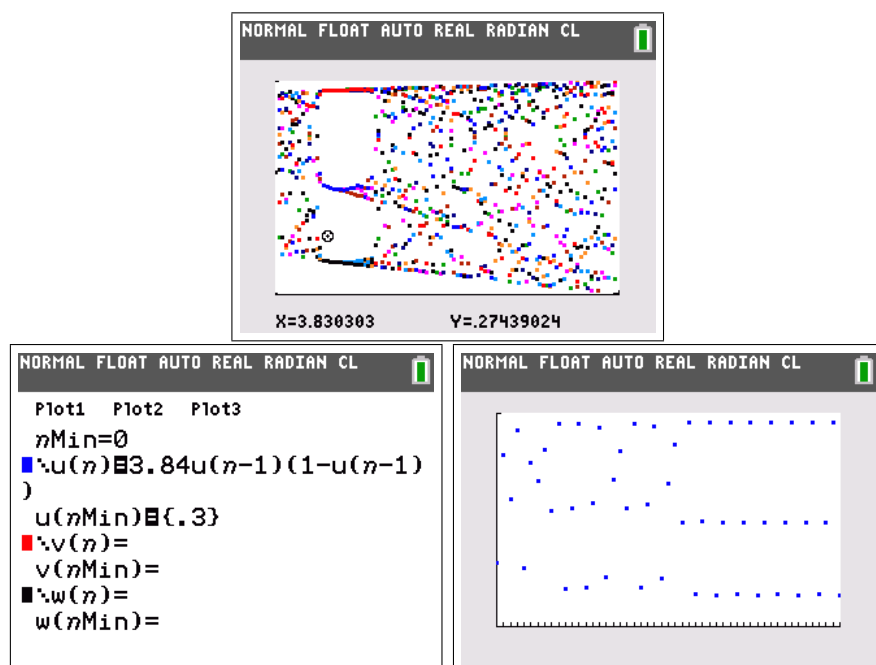 NORMAL FLOAT AUTO REAL RADIAN CL
X=3.830303 Y=.27439024
NORMAL FLOAT AUTO REAL RADIAN CL
Plot1 Plot2 Plot3
nMin=0
u(n)=3.84u(n-1)(1-u(n-1)
)
u(nMin)={.3}
v(n)=
v(nMin)=
w(n)=
w(nMin)=
NORMAL FLOAT AUTO REAL RADIAN CL